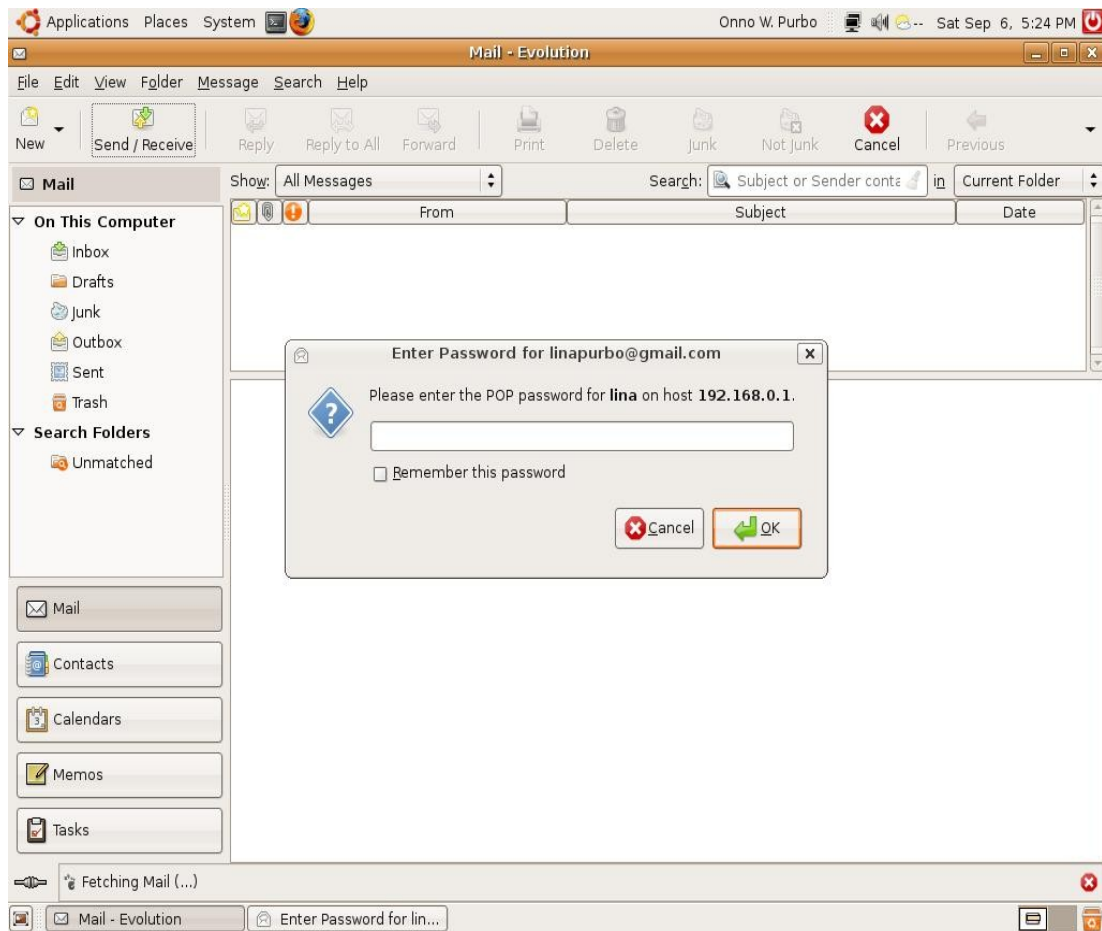 Applications Places System Onno W. Purbo -- Sat Sep 6, 5:24 PM
Mail - Evolution
File Edit View Folder Message Search Help
New Send / Receive Reply Reply to All Forward Print Delete Junk Not Junk Cancel Previous
Mail Show: All Messages Search: Subject or Sender conta in Current Folder
From Subject Date
On This Computer
Inbox
Drafts
Junk
Outbox
Sent
Trash
Search Folders
Unmatched
Enter Password for linapurbo@gmail.com
Please enter the POP password for lina on host 192.168.0.1.
Remember this password
Cancel OK
Mail
Contacts
Calendars
Memos
Tasks
Fetching Mail (...)
Mail - Evolution Enter Password for lin...